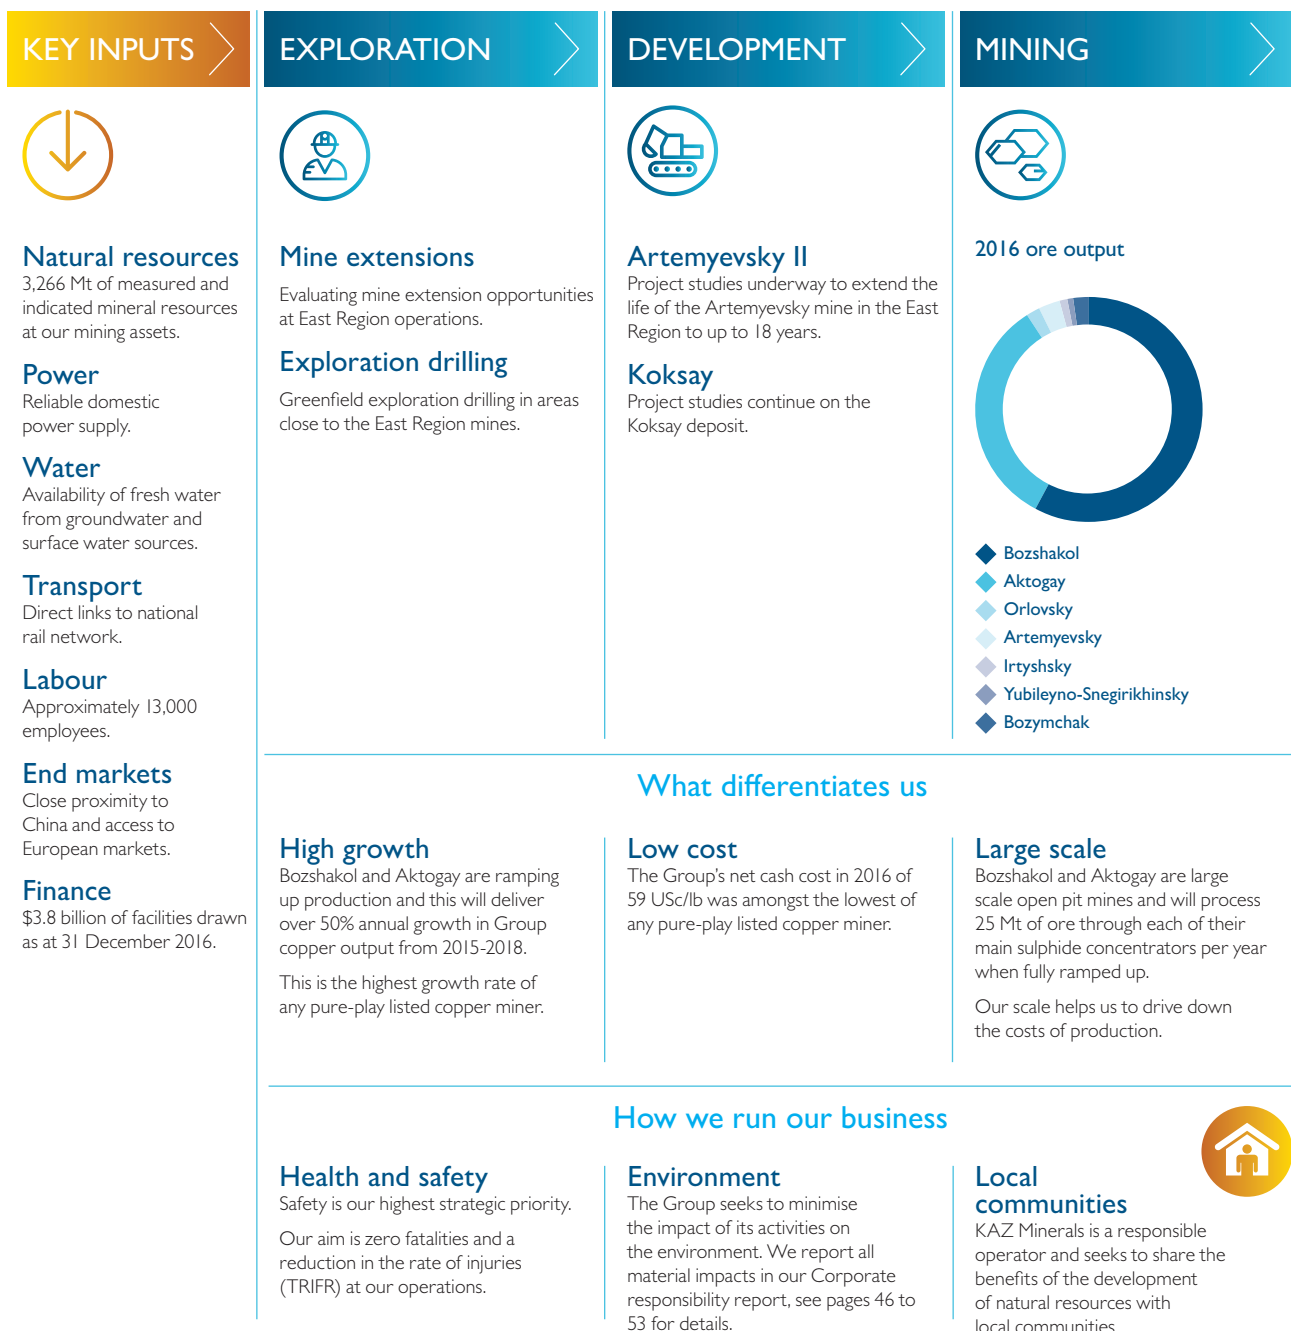 KEY INPUTS
Natural resources
3,266 Mt of measured and
indicated mineral resources
at our mining assets.
Power
Reliable domestic
power supply.
Water
Availability of fresh water
from groundwater and
surface water sources.
Transport
Direct links to national
rail network.
Labour
Approximately 13,000
employees.
End markets
Close proximity to
China and access to
European markets.
Finance
$3.8 billion of facilities drawn
as at 31 December 2016.
EXPLORATION
Mine extensions
Evaluating mine extension opportunities
at East Region operations.
Exploration drilling
Greenfield exploration drilling in areas
close to the East Region mines.
DEVELOPMENT
Artemyevsky II
Project studies underway to extend the
life of the Artemyevsky mine in the East
Region to up to 18 years.
Koksay
Project studies continue on the
Koksay deposit.
MINING
2016 ore output
Bozshakol
Aktogay
Orlovsky
Artemyevsky
Irtyshsky
Yubileyno-Snegirikhinsky
Bozymchak
What differentiates us
High growth
Bozshakol and Aktogay are ramping
up production and this will deliver
over 50% annual growth in Group
copper output from 2015-2018.
This is the highest growth rate of
any pure-play listed copper miner.
Low cost
The Group's net cash cost in 2016 of
59 USc/lb was amongst the lowest of
any pure-play listed copper miner.
Large scale
Bozshakol and Aktogay are large
scale open pit mines and will process
25 Mt of ore through each of their
main sulphide concentrators per year
when fully ramped up.
Our scale helps us to drive down
the costs of production.
How we run our business
Health and safety
Safety is our highest strategic priority.
Our aim is zero fatalities and a
reduction in the rate of injuries
(TRIFR) at our operations.
Environment
The Group seeks to minimise
the impact of its activities on
the environment. We report all
material impacts in our Corporate
responsibility report, see pages 46 to
53 for details.
Local
communities
KAZ Minerals is a responsible
operator and seeks to share the
benefits of the development
of natural resources with
local communities.